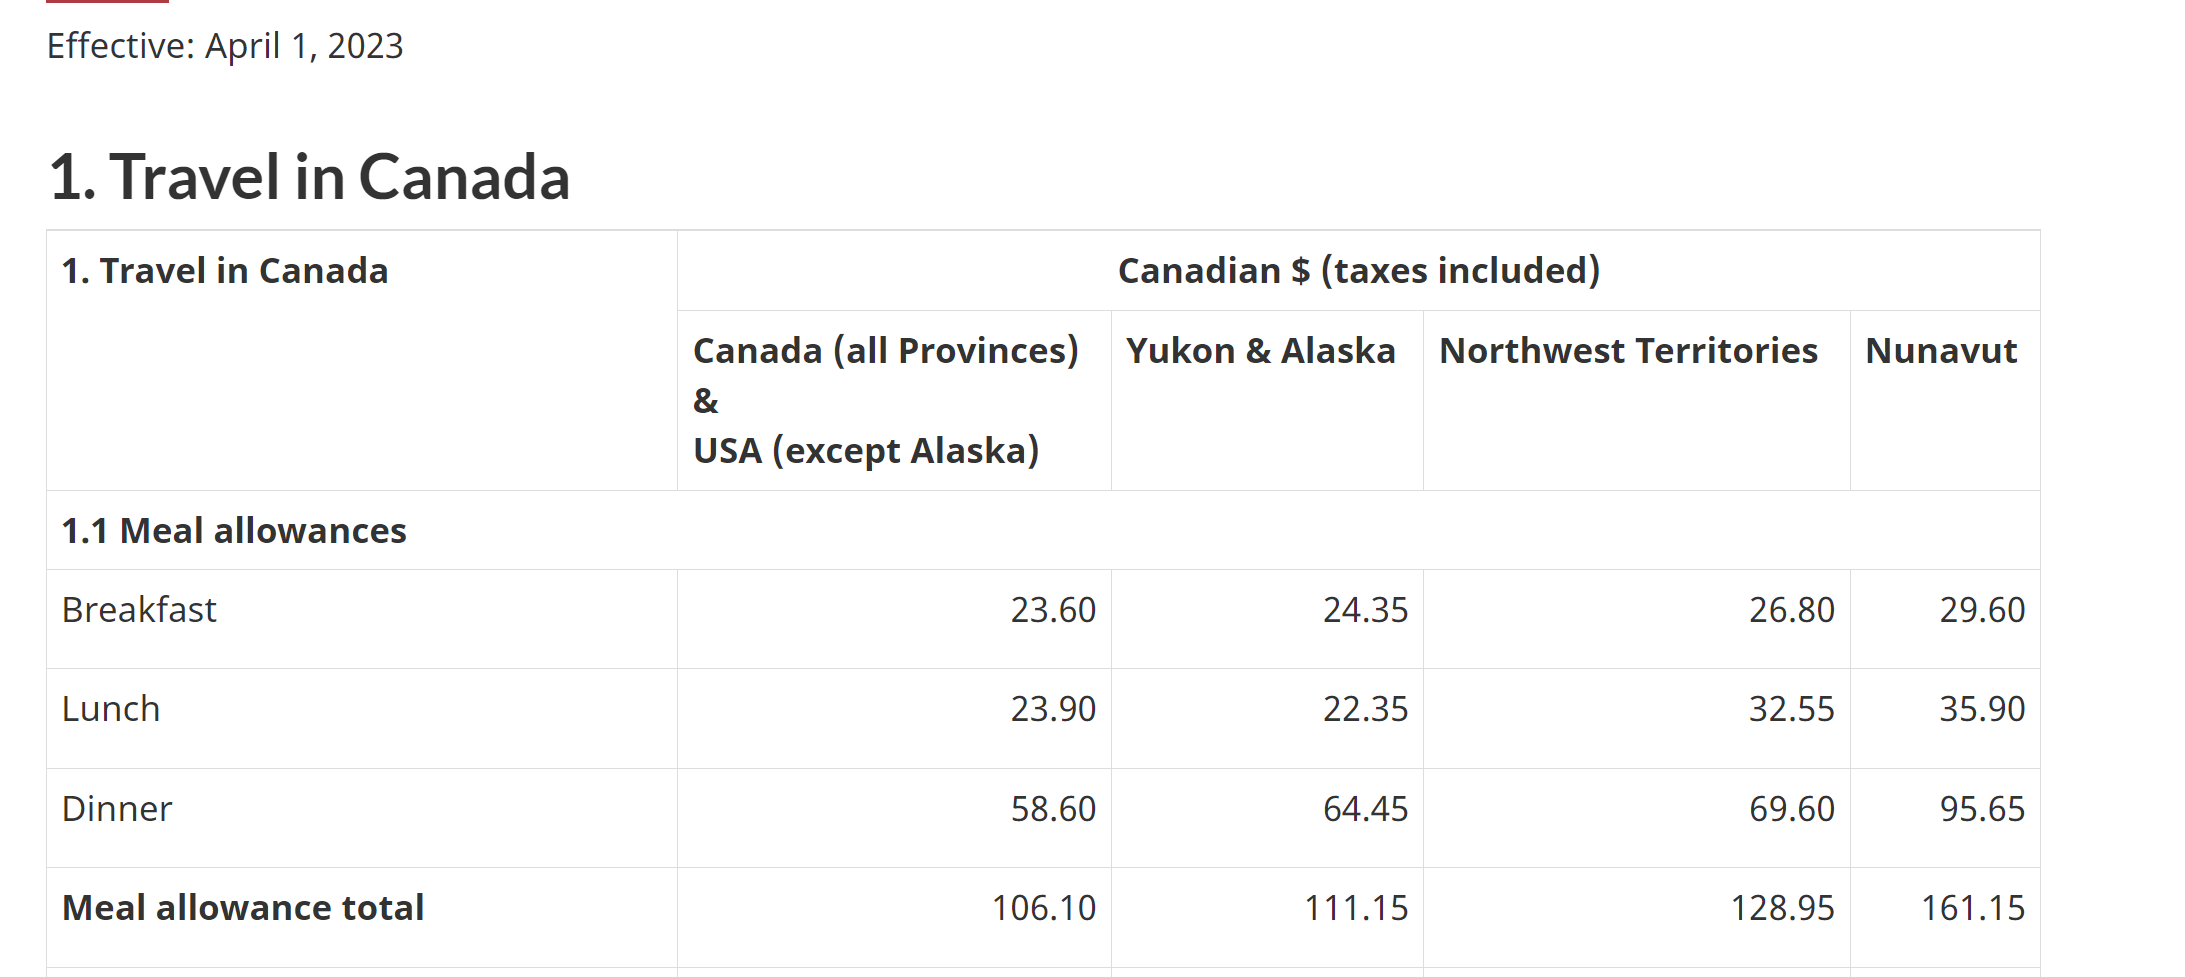 Effective: April 1, 2023
1. Travel in Canada
1. Travel in Canada
Canadian $ (taxes included)
Canada (all Provinces)
&
USA (except Alaska)
Yukon & Alaska
Northwest Territories
Nunavut
1.1 Meal allowances
Breakfast 23.60 24.35 26.80 29.60
Lunch 23.90 22.35 32.55 35.90
Dinner 58.60 64.45 69.60 95.65
Meal allowance total 106.10 111.15 128.95 161.15